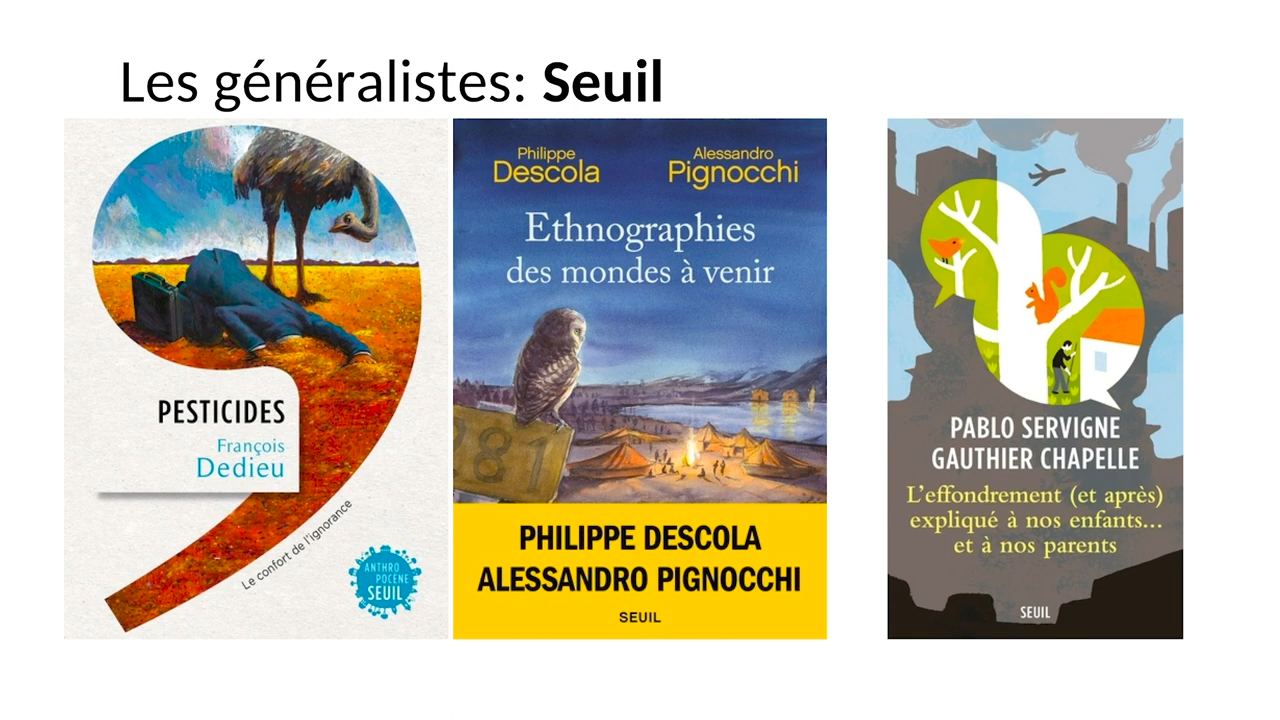 Les généralistes: Seuil
PESTICIDES
François
Dedieu
Le confort de l'ignorance
ANTHRO
POCÈNE
SEUIL
Philippe
Descola
Alessandro
Pignocchi
Ethnographies
des mondes à venir
281
PHILIPPE DESCOLA
ALESSANDRO PIGNOCCHI
SEUIL
PABLO SERVIGNE
GAUTHIER CHAPELLE
L'effondrement (et après)
expliqué à nos enfants...
et à nos parents
SEUIL